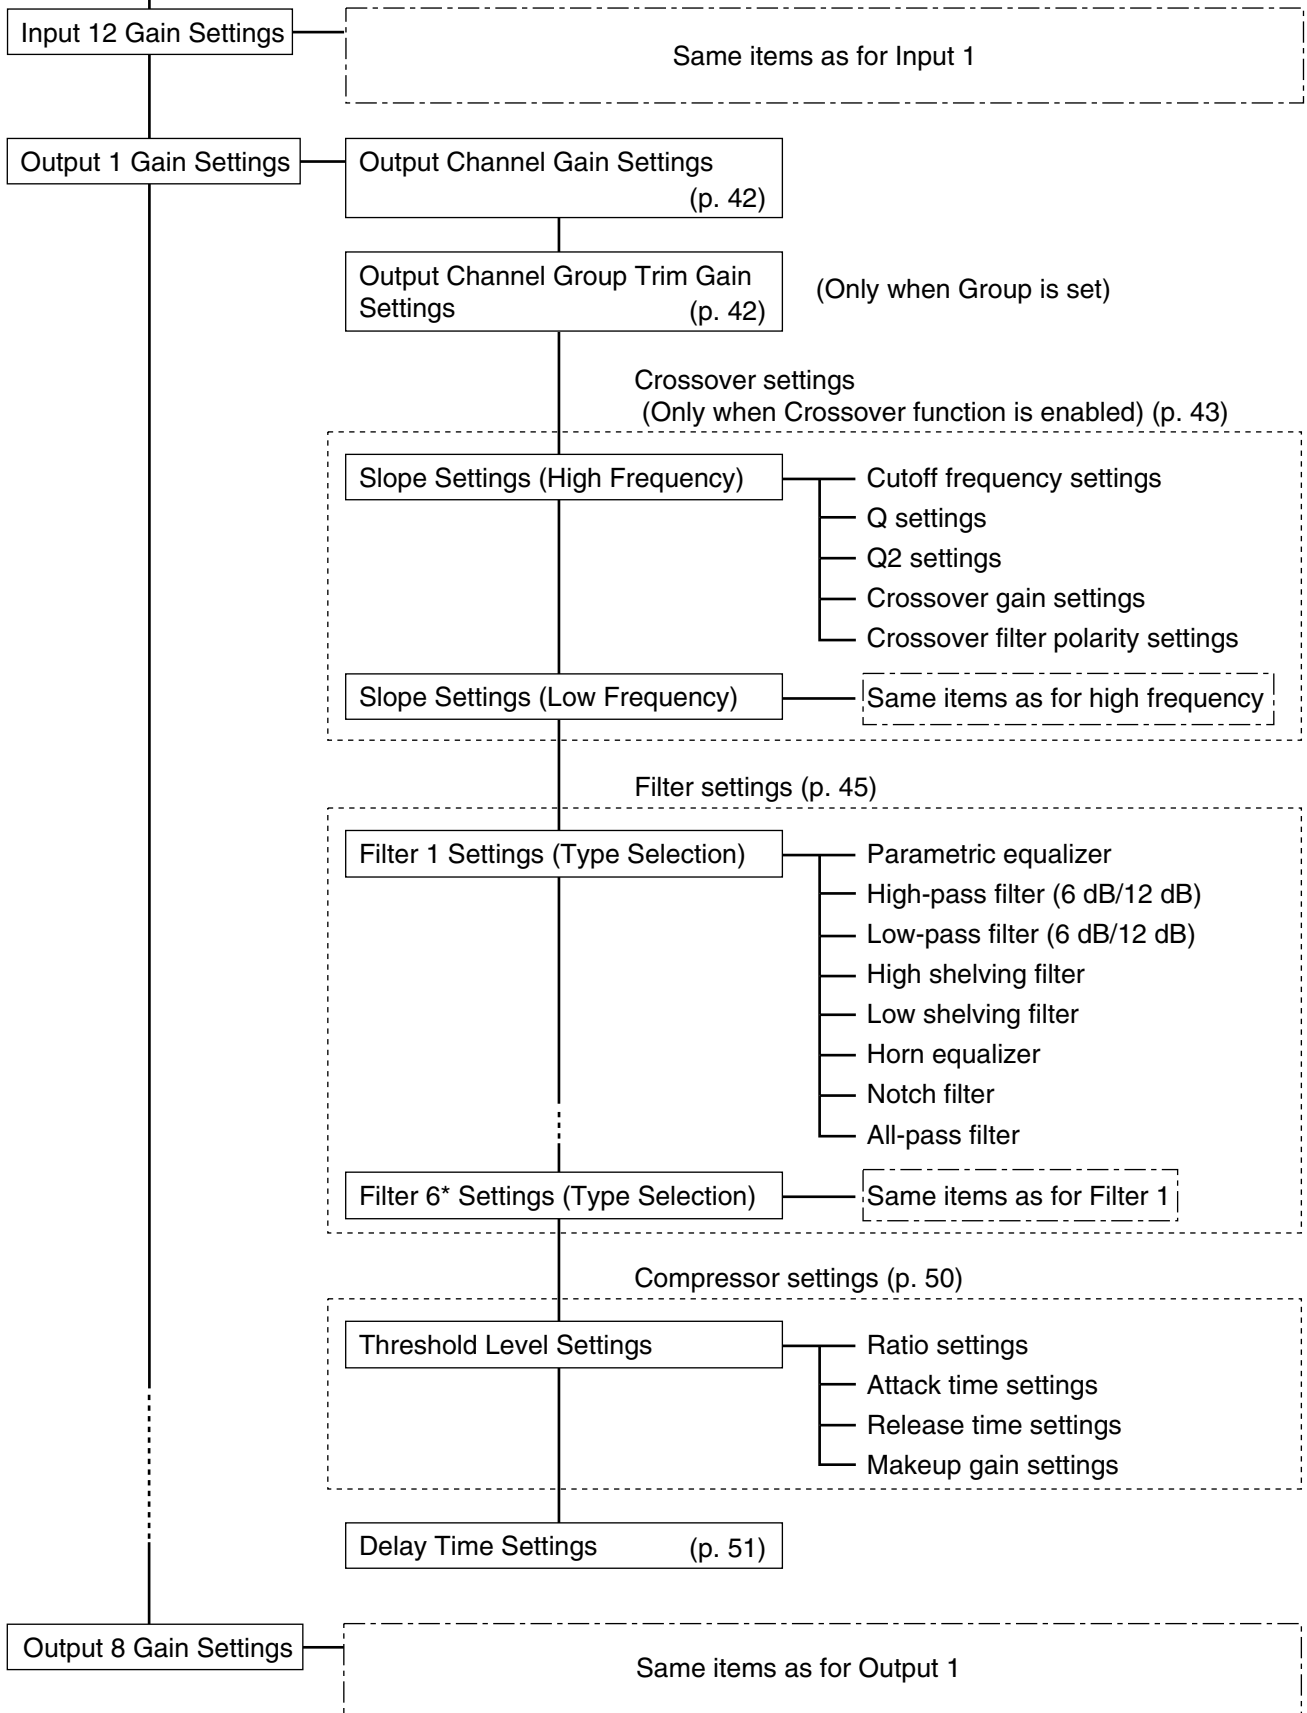 Input 12 Gain Settings
Same items as for Input 1
Output 1 Gain Settings
Output Channel Gain Settings
(p. 42)
Output Channel Group Trim Gain
Settings (p. 42)
(Only when Group is set)
Crossover settings
(Only when Crossover function is enabled) (p. 43)
Slope Settings (High Frequency)
Cutoff frequency settings
Q settings
Q2 settings
Crossover gain settings
Crossover filter polarity settings
Slope Settings (Low Frequency)
Same items as for high frequency
Filter settings (p. 45)
Filter 1 Settings (Type Selection)
Parametric equalizer
High-pass filter (6 dB/12 dB)
Low-pass filter (6 dB/12 dB)
High shelving filter
Low shelving filter
Horn equalizer
Notch filter
All-pass filter
Filter 6* Settings (Type Selection)
Same items as for Filter 1
Compressor settings (p. 50)
Threshold Level Settings
Ratio settings
Attack time settings
Release time settings
Makeup gain settings
Delay Time Settings (p. 51)
Output 8 Gain Settings
Same items as for Output 1